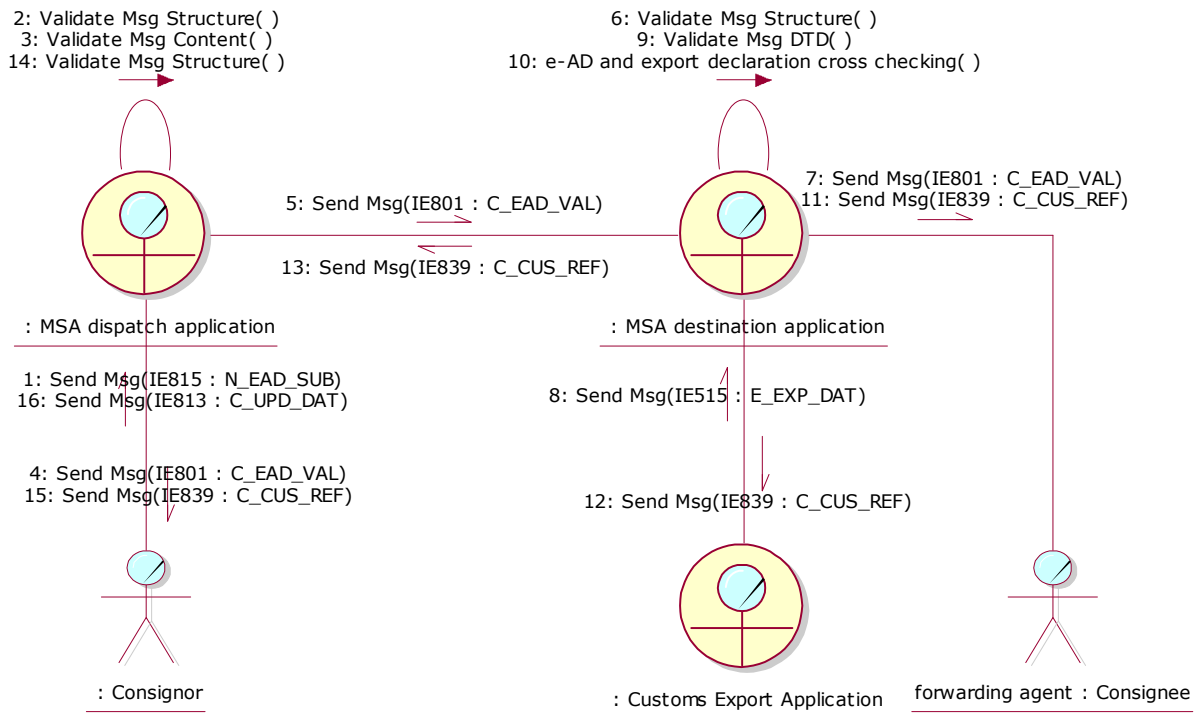 2: Validate Msg Structure( )
3: Validate Msg Content( )
14: Validate Msg Structure( )
6: Validate Msg Structure( )
9: Validate Msg DTD( )
10: e-AD and export declaration cross checking( )
5: Send Msg(IE801 : C_EAD_VAL)
13: Send Msg(IE839 : C_CUS_REF)
7: Send Msg(IE801 : C_EAD_VAL)
11: Send Msg(IE839 : C_CUS_REF)
: MSA dispatch application
: MSA destination application
1: Send Msg(IE815 : N_EAD_SUB)
16: Send Msg(IE813 : C_UPD_DAT)
8: Send Msg(IE515 : E_EXP_DAT)
4: Send Msg(IE801 : C_EAD_VAL)
15: Send Msg(IE839 : C_CUS_REF)
12: Send Msg(IE839 : C_CUS_REF)
: Consignor
: Customs Export Application
forwarding agent : Consignee